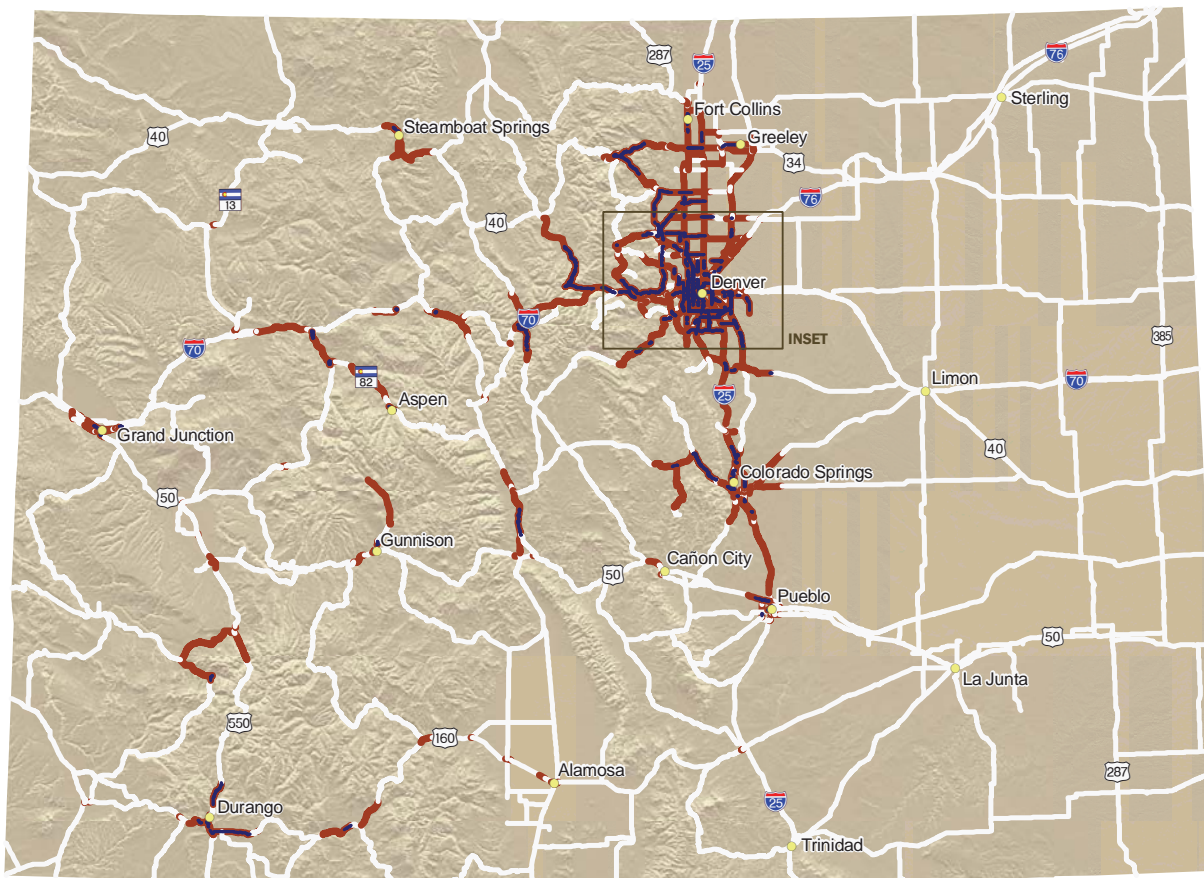 287
25
76
Fort Collins
Sterling
Steamboat Springs
40
Greeley
34
13
76
40
Denver
70
INSET
385
70
82
25
Limon
70
Aspen
Grand Junction
40
Colorado Springs
50
Gunnison
Cañon City
50
Pueblo
50
La Junta
550
160
Alamosa
287
25
Durango
Trinidad